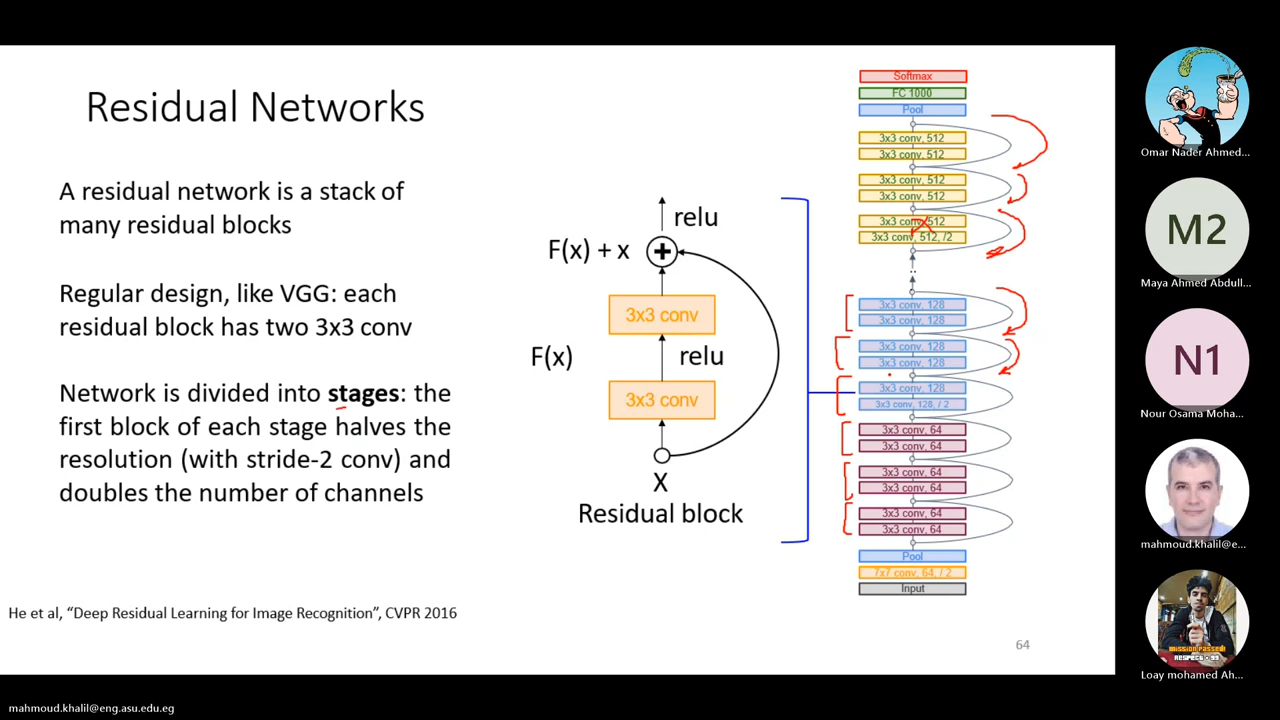 Residual Networks
A residual network is a stack of
many residual blocks
Regular design, like VGG: each
residual block has two 3x3 conv
Network is divided into stages: the
first block of each stage halves the
resolution (with stride-2 conv) and
doubles the number of channels
He et al, “Deep Residual Learning for Image Recognition”, CVPR 2016
relu
F(x) + x
3x3 conv
F(x)
relu
3x3 conv
X
Residual block
Softmax
FC 1000
Pool
3x3 conv, 512
3x3 conv, 512
3x3 conv, 512
3x3 conv, 512
3x3 conv, 512
3x3 conv, 512, /2
..
3x3 conv, 128
3x3 conv, 128
3x3 conv, 128
3x3 conv, 128
3x3 conv, 128
3x3 conv, 128, / 2
3x3 conv, 64
3x3 conv, 64
3x3 conv, 64
3x3 conv, 64
3x3 conv, 64
3x3 conv, 64
Pool
7x7 conv, 64, / 2
Input
64
Omar Nader Ahmed...
M2
Maya Ahmed Abdull...
N1
Nour Osama Moha...
mahmoud.khalil@e...
MISSION PASSED!
RESPECT + 99
Loay mohamed Ah...
mahmoud.khalil@eng.asu.edu.eg